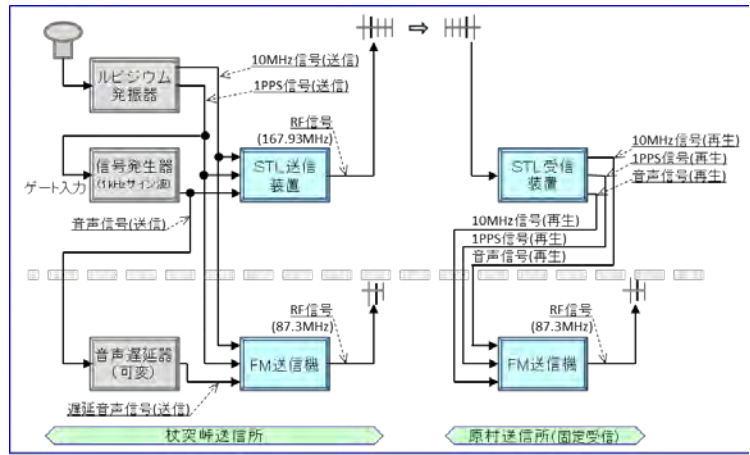 10MHz信号(送信)
1PPS信号(送信)
ルビジウム
発振器
RF信号
(167.93MHz)
信号発生器
(1kHzサイン波)
ゲート入力
音声信号(送信)
STL送信
装置
STL受信
装置
10MHz信号(再生)
1PPS信号(再生)
音声信号(再生)
10MHz信号(再生)
1PPS信号(再生)
音声信号(再生)
音声遅延器
(可変)
遅延音声信号(送信)
FM送信機
RF信号
(87.3MHz)
FM送信機
RF信号
(87.3MHz)
杖突峠送信所
原村送信所(固定受信)